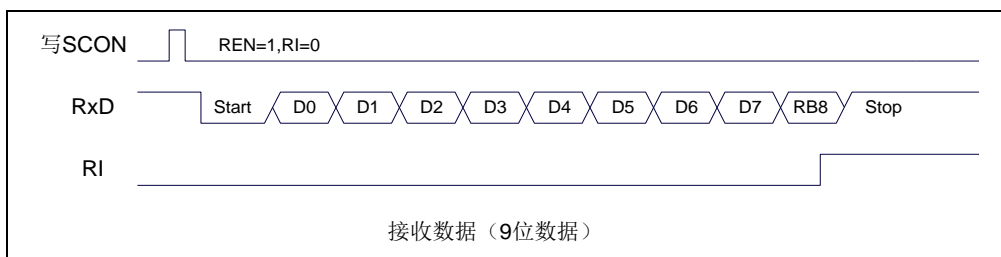 写SCON REN=1,RI=0
RxD Start D0 D1 D2 D3 D4 D5 D6 D7 RB8 Stop
RI
接收数据（9位数据）